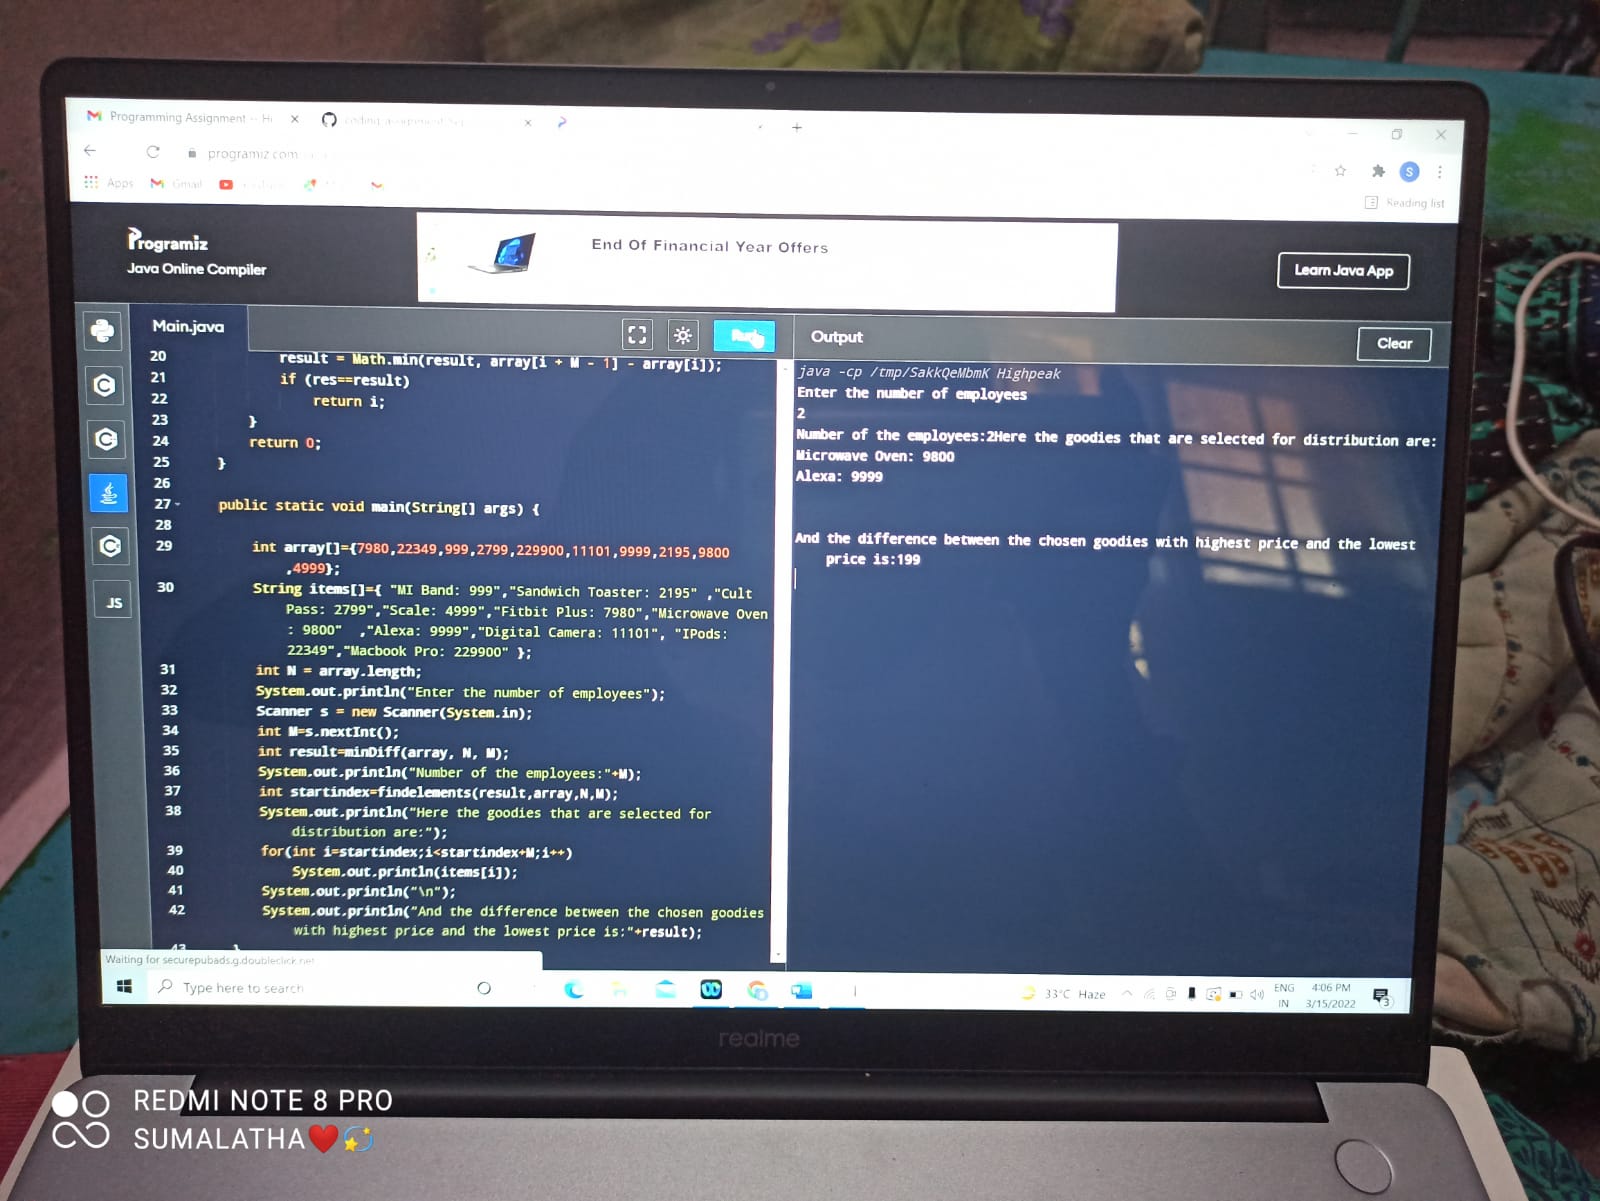 Programming Assignment -- Hi
programiz.com
Apps Gmail
Reading list
S
Programiz
Java Online Compiler
End Of Financial Year Offers
Learn Java App
Main.java
Run
Output
Clear
20 result = Math.min(result, array[i + M - 1] - array[i]);
21 if (res==result)
22 return i;
23 }
24 return 0;
25 }
26
27 public static void main(String[] args) {
28
29 int array[]={7980,22349,999,2799,229900,11101,9999,2195,9800
,4999};
30 String items[]={ "MI Band: 999","Sandwich Toaster: 2195" ,"Cult
Pass: 2799","Scale: 4999","Fitbit Plus: 7980","Microwave Oven
: 9800" ,"Alexa: 9999","Digital Camera: 11101", "IPods:
22349","Macbook Pro: 229900" };
31 int N = array.length;
32 System.out.println("Enter the number of employees");
33 Scanner s = new Scanner(System.in);
34 int M=s.nextInt();
35 int result=minDiff(array, N, M);
36 System.out.println("Number of the employees:"+M);
37 int startindex=findelements(result,array,N,M);
38 System.out.println("Here the goodies that are selected for
distribution are:");
39 for(int i=startindex;i<startindex+M;i++)
40 System.out.println(items[i]);
41 System.out.println("\n");
42 System.out.println("And the difference between the chosen goodies
with highest price and the lowest price is:"+result);
43 }
JS
java -cp /tmp/SakkQeMbmK Highpeak
Enter the number of employees
2
Number of the employees:2Here the goodies that are selected for distribution are:
Microwave Oven: 9800
Alexa: 9999
And the difference between the chosen goodies with highest price and the lowest
price is:199
Waiting for securepubads.g.doubleclick.net
Type here to search
33°C Haze
ENG
IN
4:06 PM
3/15/2022
3
realme
REDMI NOTE 8 PRO
SUMALATHA❤️💫